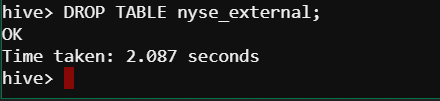 hive> DROP TABLE nyse_external;
OK
Time taken: 2.087 seconds
hive>